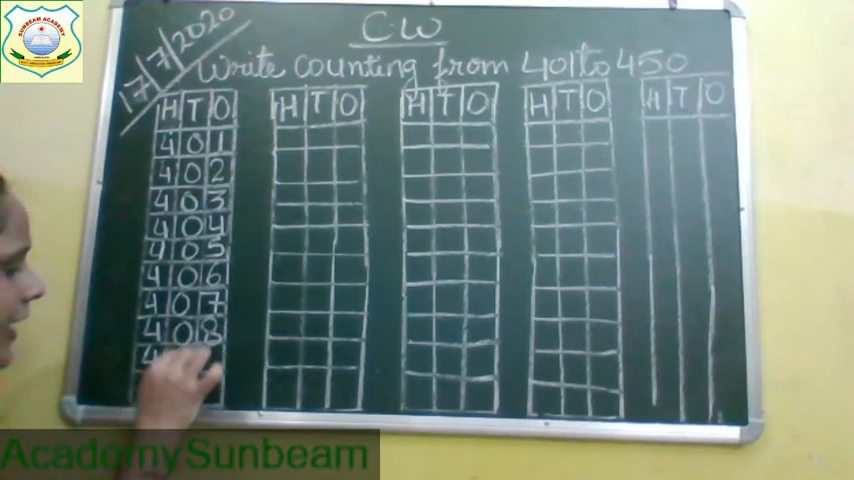 SUNBEAM ACADEMY
17/7/2020
C.W
Write counting from 401 to 450
H T O H T O H T O H T O H T O
4 0 1
4 0 2
4 0 3
4 0 4
4 0 5
4 0 6
4 0 7
4 0 8
4
AcademySunbeam